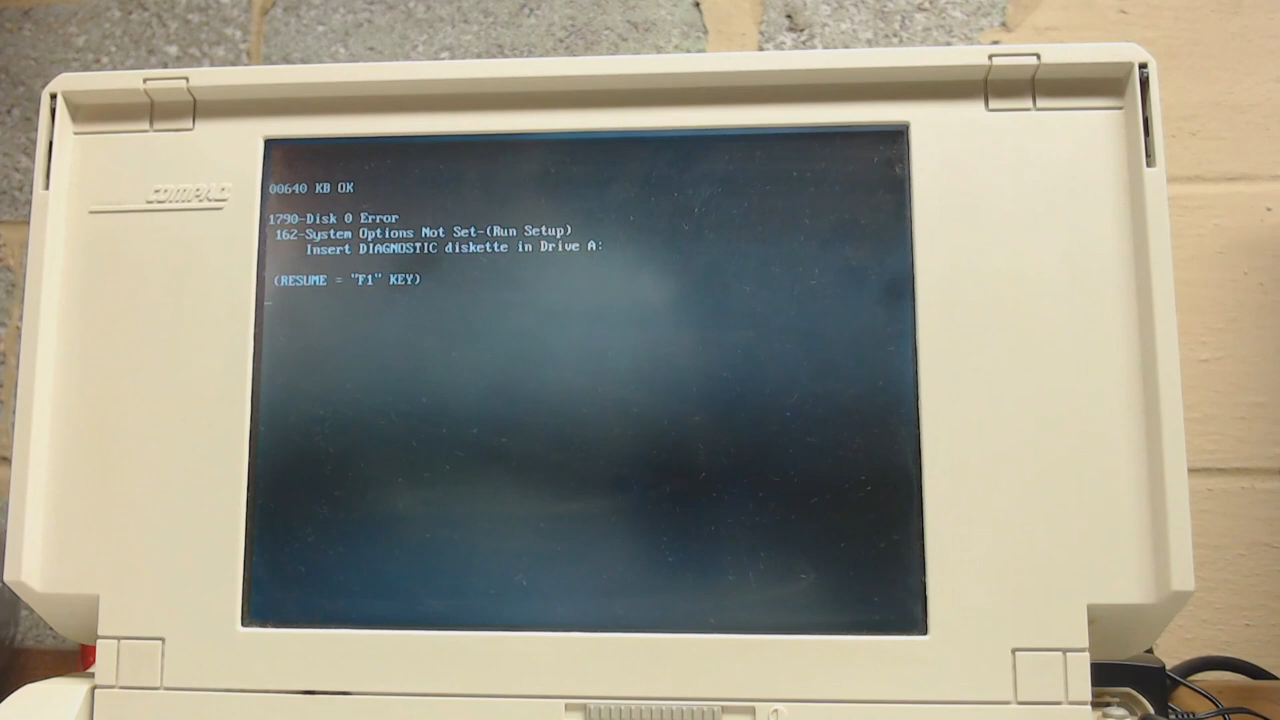 COMPAQ
00640 KB OK
1790-Disk 0 Error
162-System Options Not Set-(Run Setup)
Insert DIAGNOSTIC diskette in Drive A:
(RESUME = "F1" KEY)